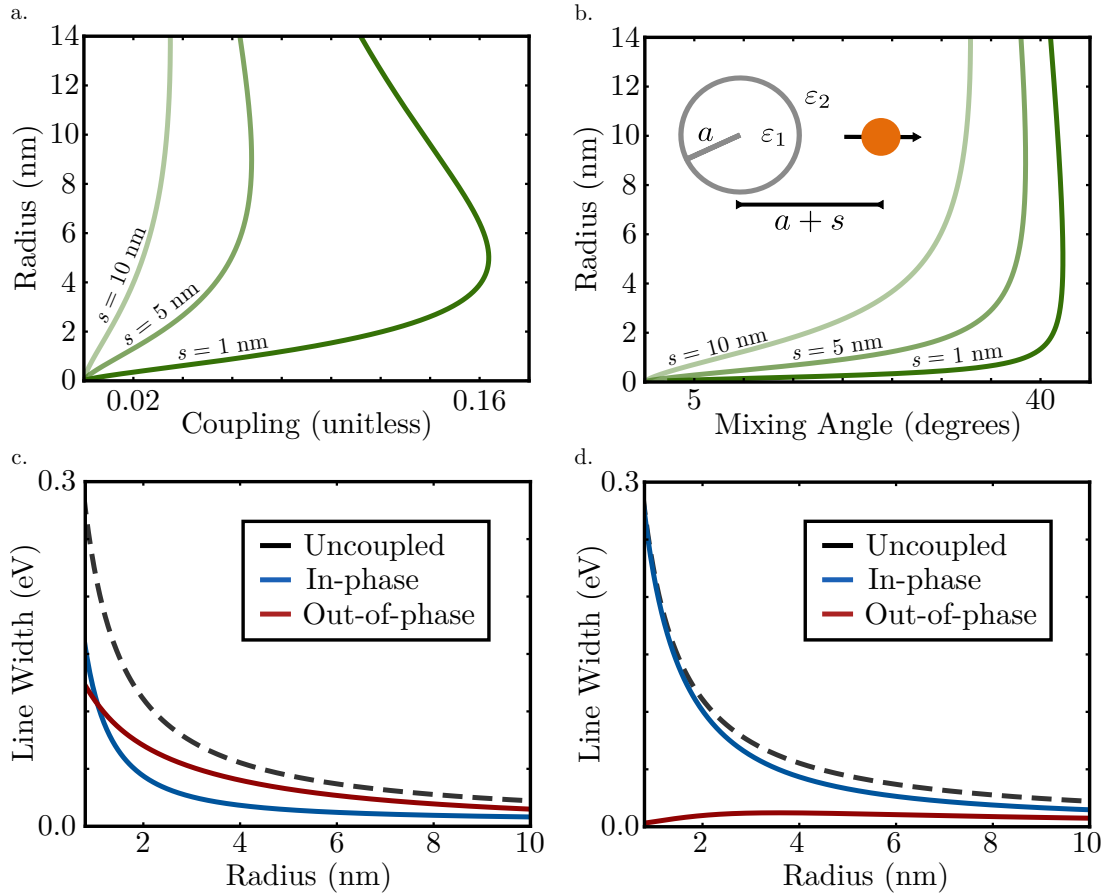 a.
14
12
10
8
6
4
2
0
Radius (nm)
s = 10 nm
s = 5 nm
s = 1 nm
0.02
0.16
Coupling (unitless)
b.
14
12
10
8
6
4
2
0
Radius (nm)
a
ε₁
ε₂
a + s
s = 10 nm
s = 5 nm
s = 1 nm
5
40
Mixing Angle (degrees)
c.
0.3
0.0
Line Width (eV)
Uncoupled
In-phase
Out-of-phase
2
4
6
8
10
Radius (nm)
d.
0.3
0.0
Line Width (eV)
Uncoupled
In-phase
Out-of-phase
2
4
6
8
10
Radius (nm)